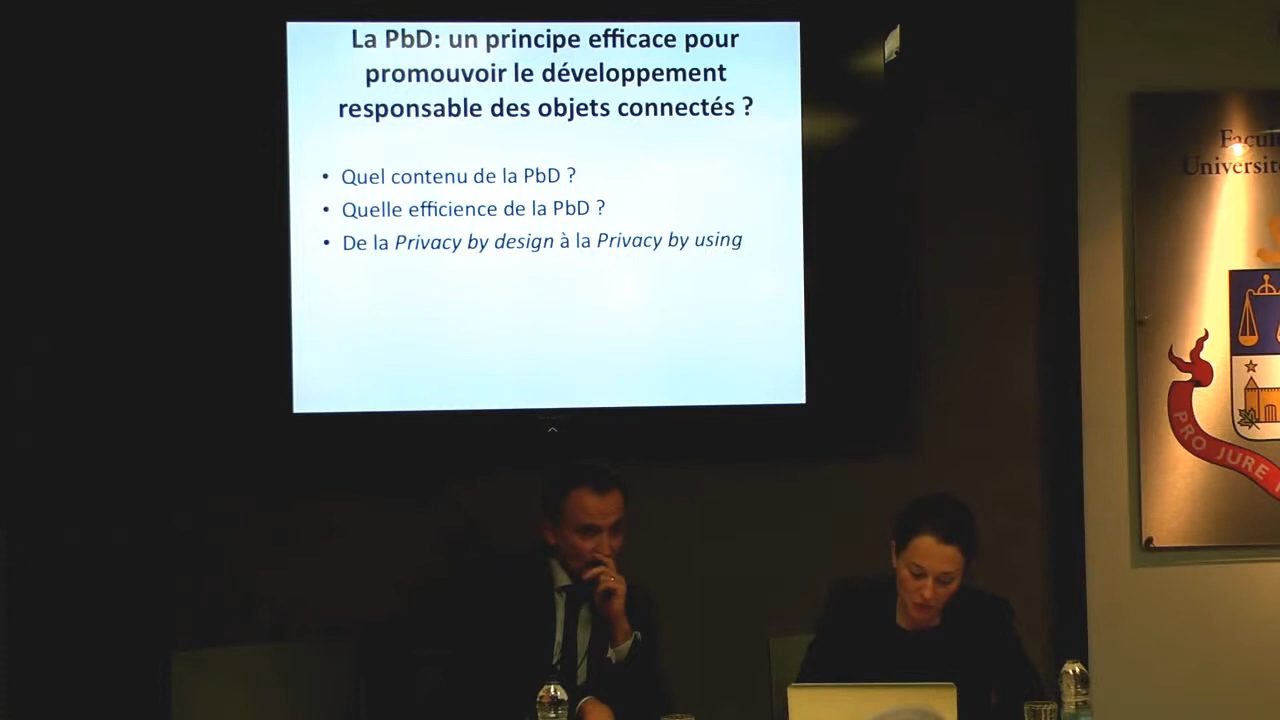 La PbD: un principe efficace pour
promouvoir le développement
responsable des objets connectés ?
• Quel contenu de la PbD ?
• Quelle efficience de la PbD ?
• De la Privacy by design à la Privacy by using
Facul
Universit
PRO JURE